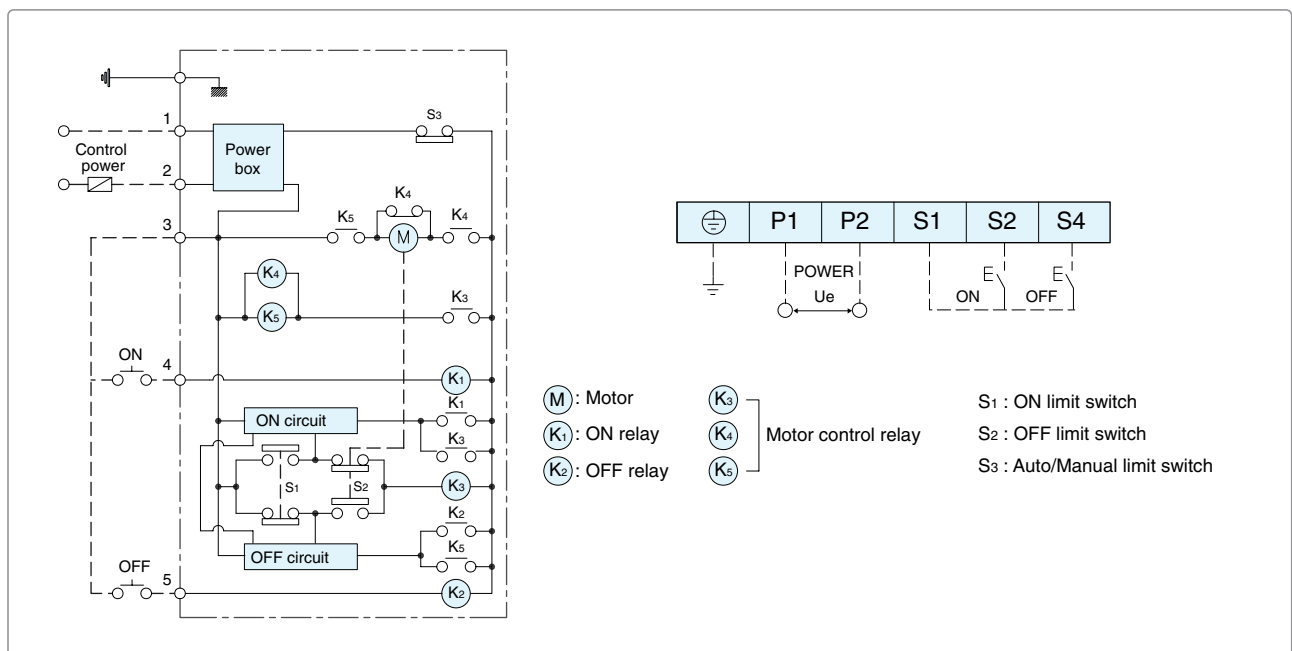 1
S3
Control
power
Power
box
2
K4
3
K5
M
K4
K4
K3
K5
ON
4
K1
ON circuit
K1
K3
S1
S2
K3
K2
OFF circuit
K5
OFF
5
K2
P1 P2 S1 S2 S4
POWER
Ue
E
E
ON
OFF
M : Motor
K1 : ON relay
K2 : OFF relay
K3
K4 Motor control relay
K5
S1 : ON limit switch
S2 : OFF limit switch
S3 : Auto/Manual limit switch